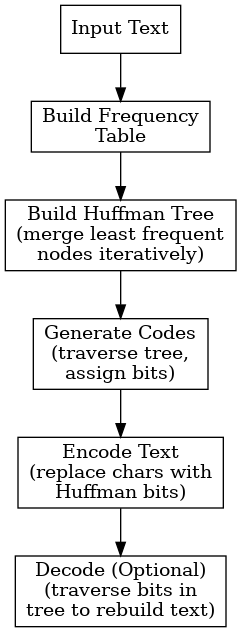 Input Text
Build Frequency
Table
Build Huffman Tree
(merge least frequent
nodes iteratively)
Generate Codes
(traverse tree,
assign bits)
Encode Text
(replace chars with
Huffman bits)
Decode (Optional)
(traverse bits in
tree to rebuild text)